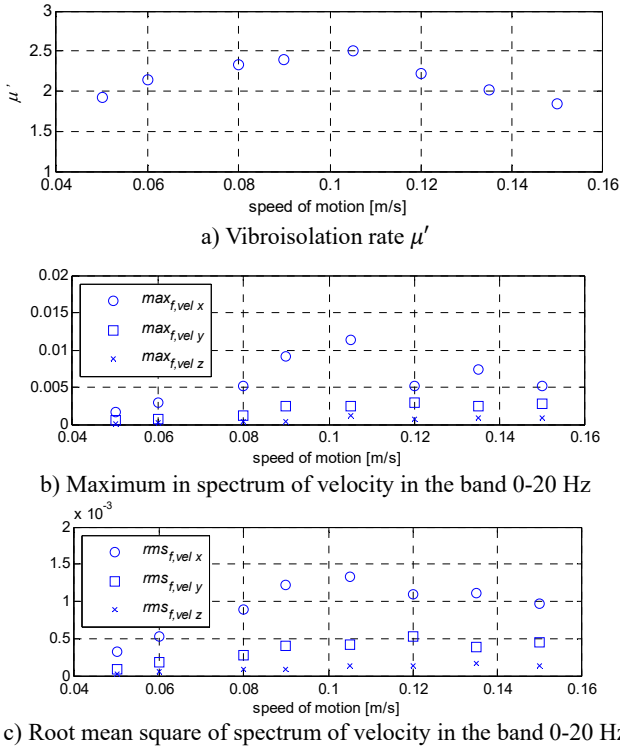 3
2.5
2
1.5
1
μ'
0.04 0.06 0.08 0.1 0.12 0.14 0.16
speed of motion [m/s]
a) Vibroisolation rate μ′
0.02
0.015
0.01
0.005
0
max f,vel x
max f,vel y
max f,vel z
0.04 0.06 0.08 0.1 0.12 0.14 0.16
speed of motion [m/s]
b) Maximum in spectrum of velocity in the band 0-20 Hz
x 10⁻³
2
1.5
1
0.5
0
rms f,vel x
rms f,vel y
rms f,vel z
0.04 0.06 0.08 0.1 0.12 0.14 0.16
speed of motion [m/s]
c) Root mean square of spectrum of velocity in the band 0-20 Hz